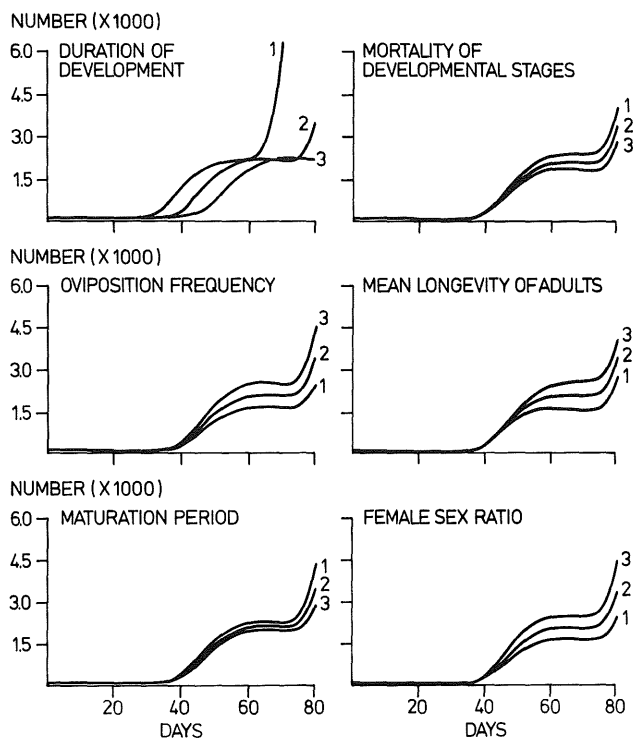 NUMBER (X1000)
DURATION OF
DEVELOPMENT
6.0
4.5
3.0
1.5
1
2
3
MORTALITY OF
DEVELOPMENTAL STAGES
1
2
3
NUMBER (X1000)
OVIPOSITION FREQUENCY
6.0
4.5
3.0
1.5
3
2
1
MEAN LONGEVITY OF ADULTS
3
2
1
NUMBER (X1000)
MATURATION PERIOD
6.0
4.5
3.0
1.5
1
2
3
20 40 60 80
DAYS
FEMALE SEX RATIO
3
2
1
20 40 60 80
DAYS